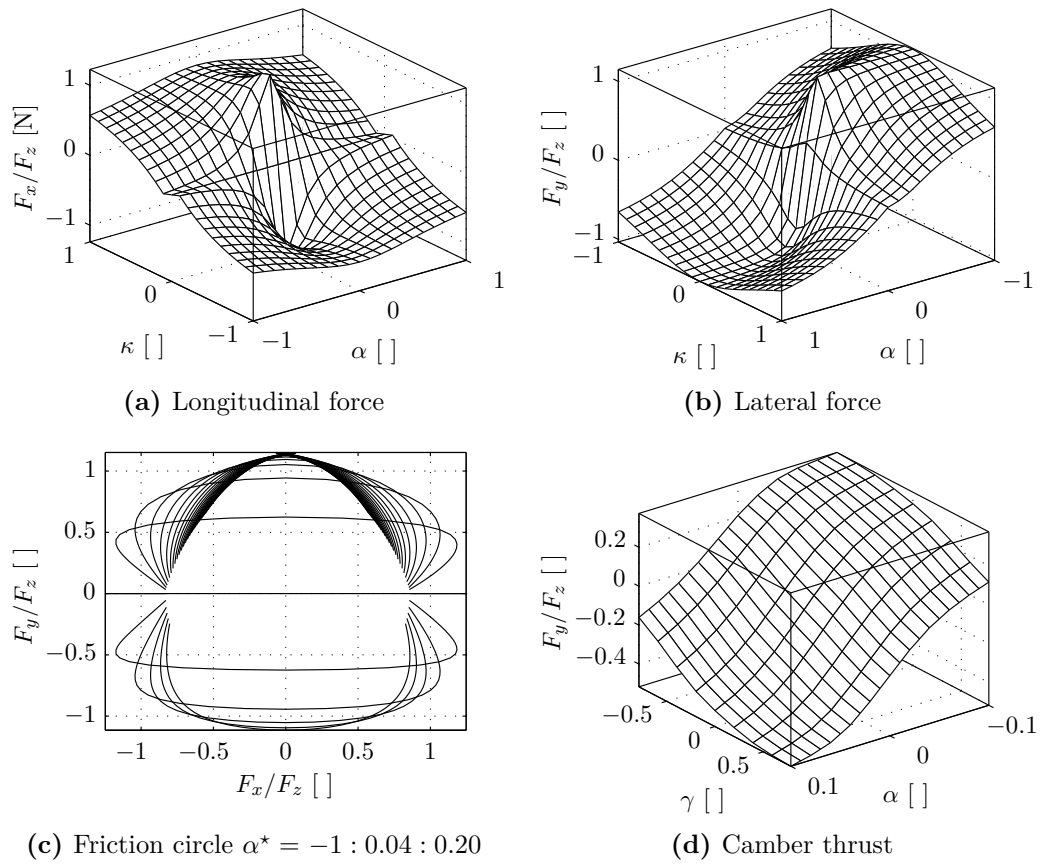 1
0
−1
F_x/F_z [N]
1
0
−1
κ [ ]
−1
0
1
α [ ]
(a) Longitudinal force
1
0
−1
F_y/F_z [ ]
−1
0
1
κ [ ]
1
0
−1
α [ ]
(b) Lateral force
1
0.5
0
−0.5
−1
F_y/F_z [ ]
−1 −0.5 0 0.5 1
F_x/F_z [ ]
(c) Friction circle α⋆ = −1 : 0.04 : 0.20
0.2
0
−0.2
−0.4
F_y/F_z [ ]
−0.5
0
0.5
γ [ ]
0.1
0
−0.1
α [ ]
(d) Camber thrust